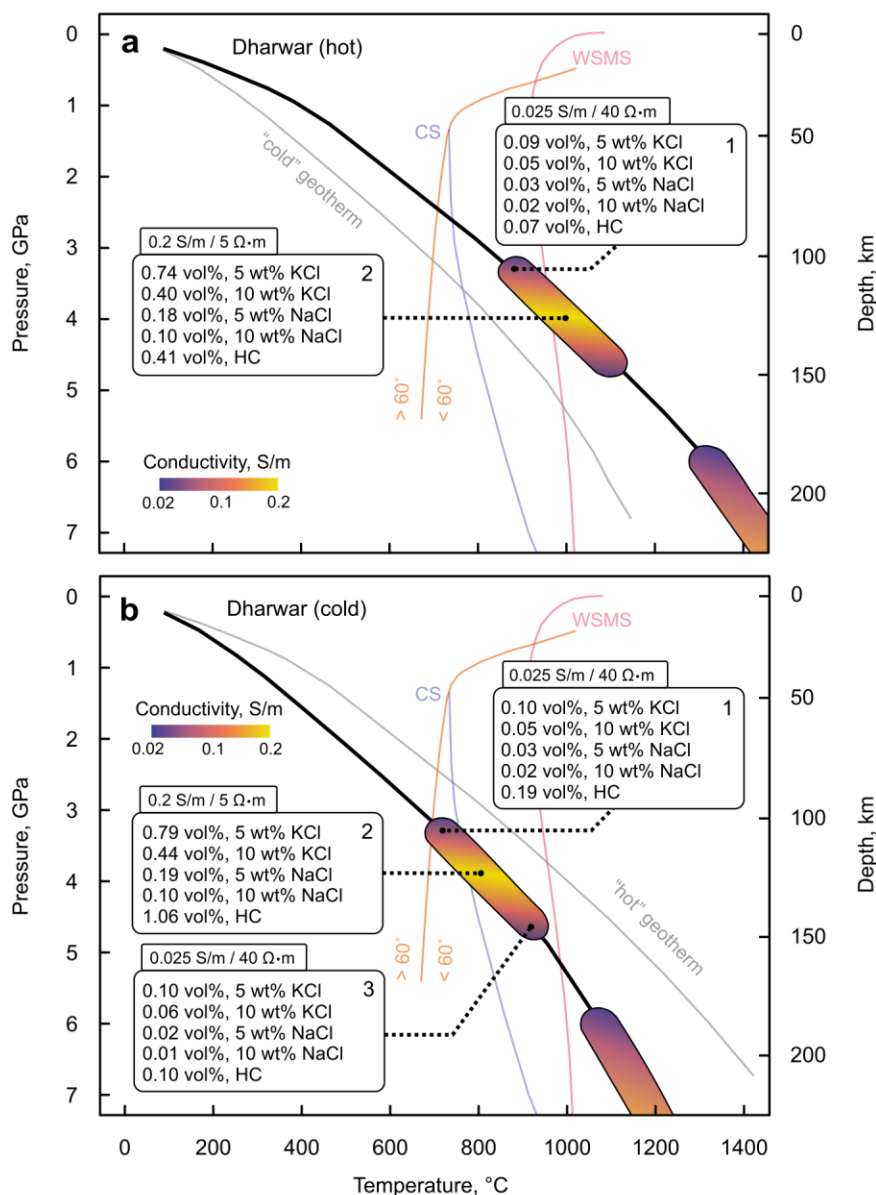 a
Dharwar (hot)
WSMS
CS
"cold" geotherm
0.025 S/m / 40 Ω•m
0.09 vol%, 5 wt% KCl
1
0.05 vol%, 10 wt% KCl
0.03 vol%, 5 wt% NaCl
0.02 vol%, 10 wt% NaCl
0.07 vol%, HC
0.2 S/m / 5 Ω•m
0.74 vol%, 5 wt% KCl
2
0.40 vol%, 10 wt% KCl
0.18 vol%, 5 wt% NaCl
0.10 vol%, 10 wt% NaCl
0.41 vol%, HC
> 60°
< 60°
Conductivity, S/m
0.02
0.1
0.2
Pressure, GPa
0
1
2
3
4
5
6
7
Depth, km
0
50
100
150
200
b
Dharwar (cold)
WSMS
CS
Conductivity, S/m
0.02
0.1
0.2
0.025 S/m / 40 Ω•m
0.10 vol%, 5 wt% KCl
1
0.05 vol%, 10 wt% KCl
0.03 vol%, 5 wt% NaCl
0.02 vol%, 10 wt% NaCl
0.19 vol%, HC
0.2 S/m / 5 Ω•m
0.79 vol%, 5 wt% KCl
2
0.44 vol%, 10 wt% KCl
0.19 vol%, 5 wt% NaCl
0.10 vol%, 10 wt% NaCl
1.06 vol%, HC
> 60°
< 60°
"hot" geotherm
0.025 S/m / 40 Ω•m
0.10 vol%, 5 wt% KCl
3
0.06 vol%, 10 wt% KCl
0.02 vol%, 5 wt% NaCl
0.01 vol%, 10 wt% NaCl
0.10 vol%, HC
Pressure, GPa
0
1
2
3
4
5
6
7
Depth, km
0
50
100
150
200
0
200
400
600
800
1000
1200
1400
Temperature, °C